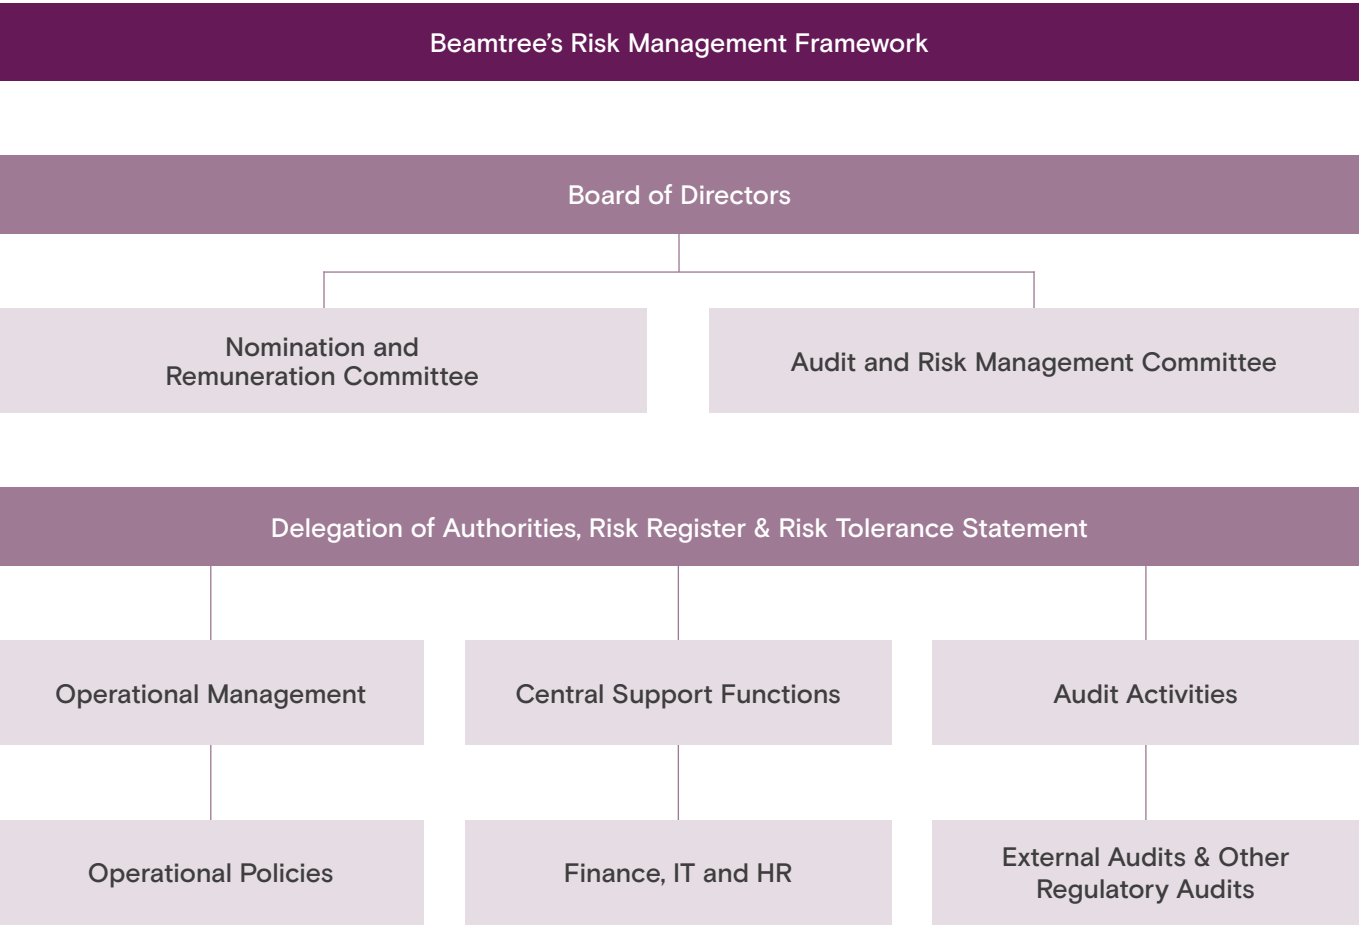 Beamtree’s Risk Management Framework
Board of Directors
Nomination and
Remuneration Committee
Audit and Risk Management Committee
Delegation of Authorities, Risk Register & Risk Tolerance Statement
Operational Management
Central Support Functions
Audit Activities
Operational Policies
Finance, IT and HR
External Audits & Other
Regulatory Audits